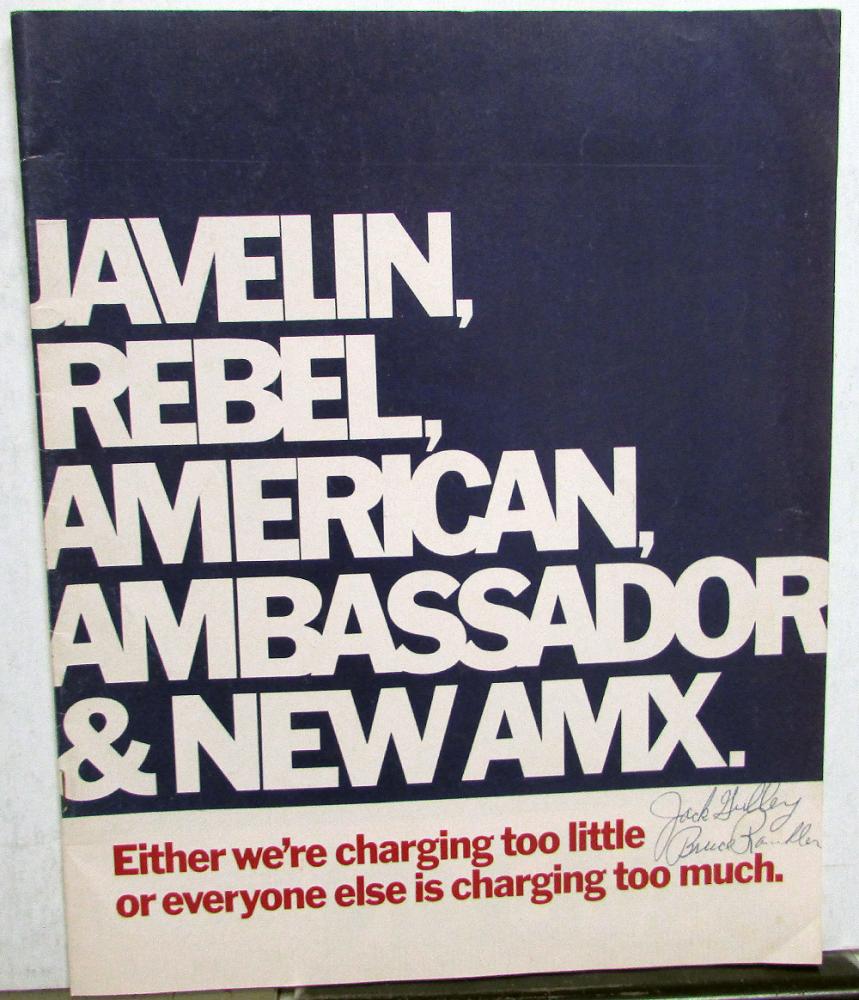 JAVELIN,
REBEL,
AMERICAN,
AMBASSADOR
& NEW AMX.
Jack
Bruce
Either we're charging too little
or everyone else is charging too much.